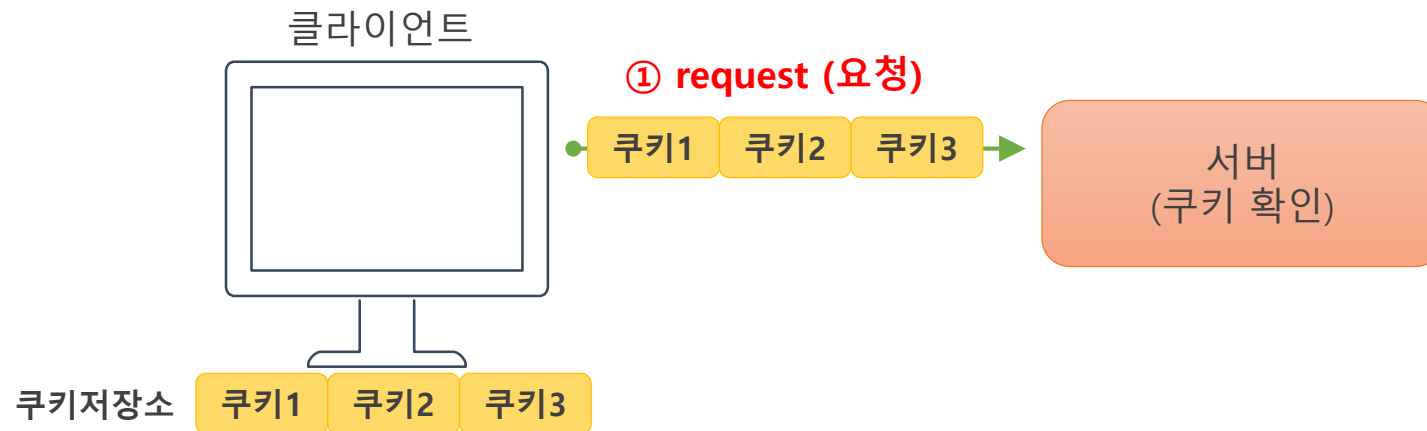 클라이언트
① request (요청)
쿠키1 쿠키2 쿠키3
서버
(쿠키 확인)
쿠키저장소 쿠키1 쿠키2 쿠키3